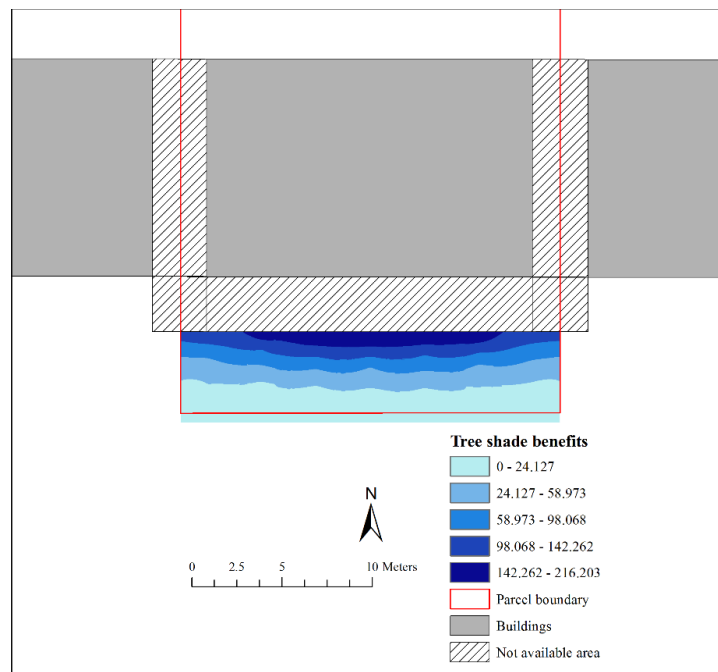 Tree shade benefits
0 - 24.127
24.127 - 58.973
58.973 - 98.068
98.068 - 142.262
142.262 - 216.203
Parcel boundary
Buildings
Not available area
N
0 2.5 5 10 Meters